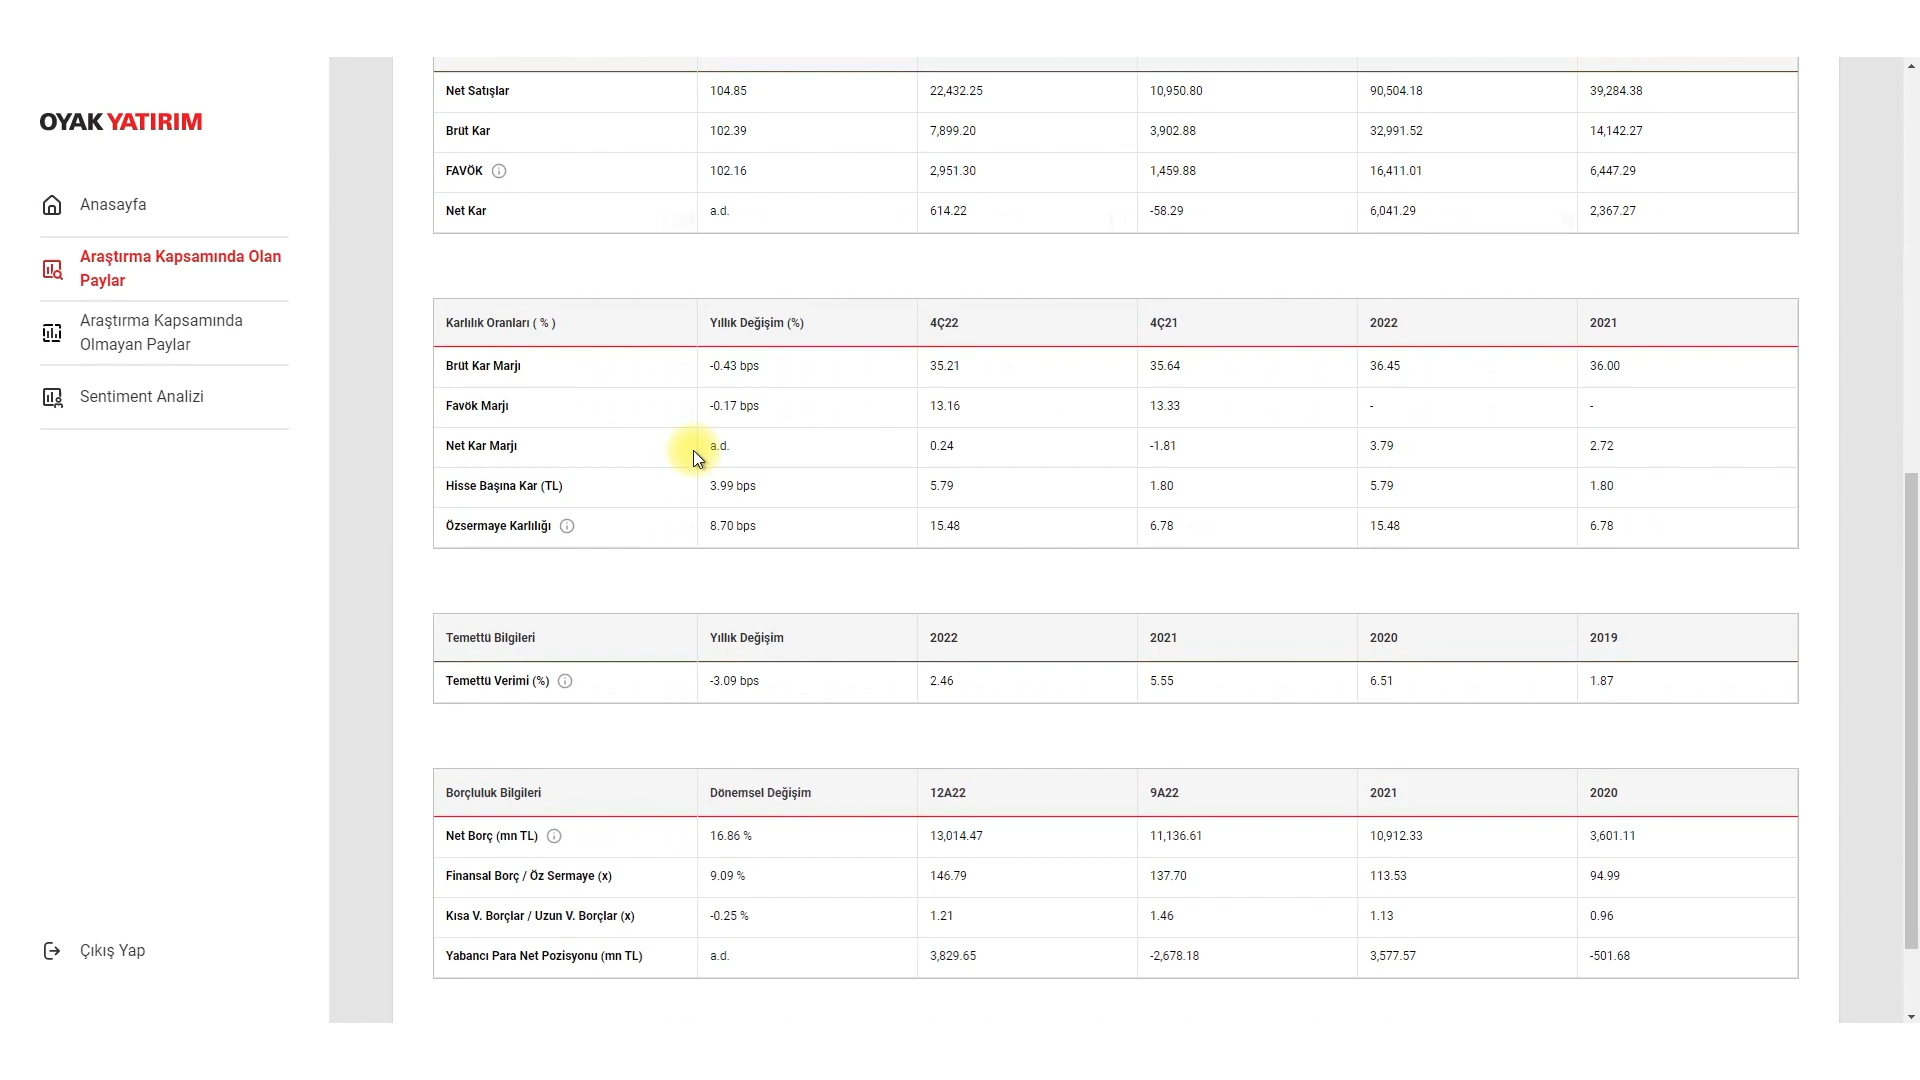 OYAK YATIRIM
Anasayfa
Araştırma Kapsamında Olan
Paylar
Araştırma Kapsamında
Olmayan Paylar
Sentiment Analizi
Çıkış Yap
Net Satışlar 104.85 22,432.25 10,950.80 90,504.18 39,284.38
Brüt Kar 102.39 7,899.20 3,902.88 32,991.52 14,142.27
FAVÖK 102.16 2,951.30 1,459.88 16,411.01 6,447.29
Net Kar a.d. 614.22 -58.29 6,041.29 2,367.27
Karlılık Oranları ( % ) Yıllık Değişim (%) 4Ç22 4Ç21 2022 2021
Brüt Kar Marjı -0.43 bps 35.21 35.64 36.45 36.00
Favök Marjı -0.17 bps 13.16 13.33 - -
Net Kar Marjı a.d. 0.24 -1.81 3.79 2.72
Hisse Başına Kar (TL) 3.99 bps 5.79 1.80 5.79 1.80
Özsermaye Karlılığı 8.70 bps 15.48 6.78 15.48 6.78
Temettü Bilgileri Yıllık Değişim 2022 2021 2020 2019
Temettü Verimi (%) -3.09 bps 2.46 5.55 6.51 1.87
Borçluluk Bilgileri Dönemsel Değişim 12A22 9A22 2021 2020
Net Borç (mn TL) 16.86 % 13,014.47 11,136.61 10,912.33 3,601.11
Finansal Borç / Öz Sermaye (x) 9.09 % 146.79 137.70 113.53 94.99
Kısa V. Borçlar / Uzun V. Borçlar (x) -0.25 % 1.21 1.46 1.13 0.96
Yabancı Para Net Pozisyonu (mn TL) a.d. 3,829.65 -2,678.18 3,577.57 -501.68